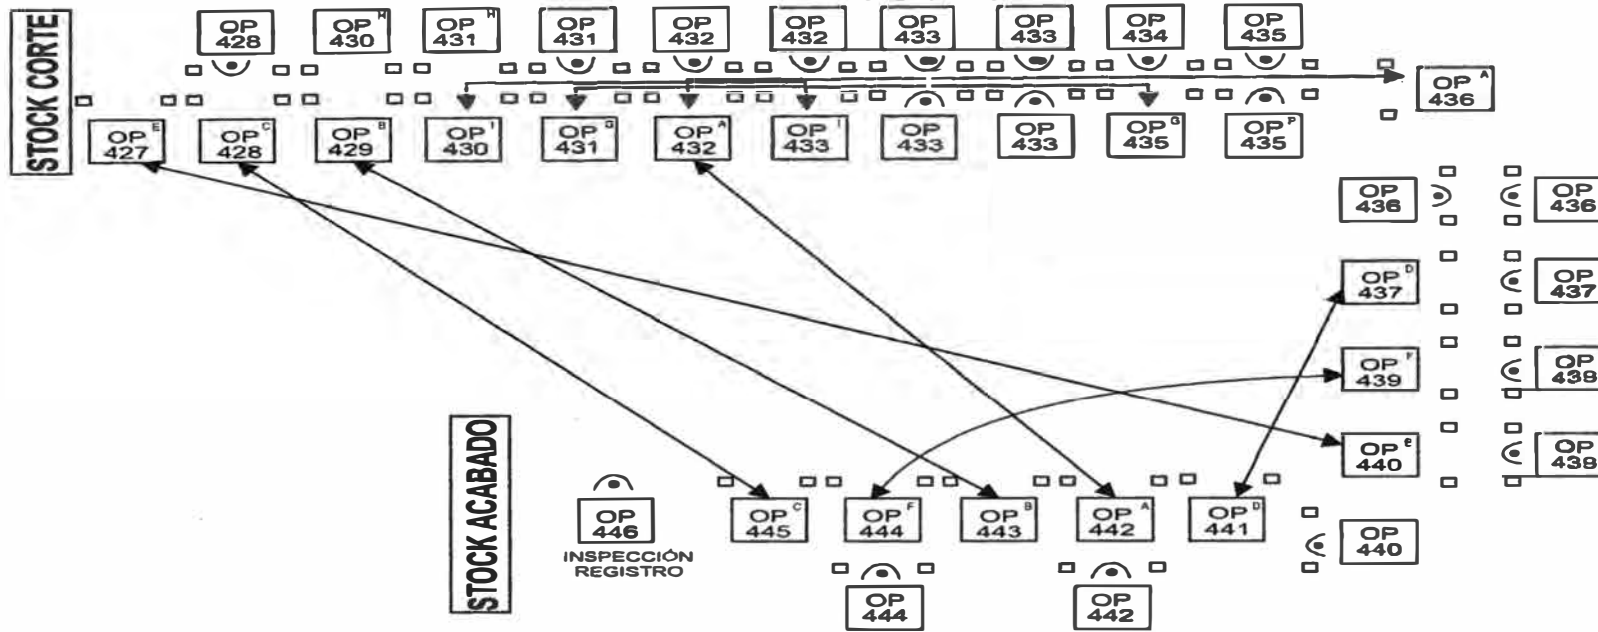 STOCK CORTE
OP
428
OP H
430
OP H
431
OP
431
OP
432
OP
432
OP
433
OP
433
OP
434
OP
435
OP A
436
OP E
427
OP C
428
OP B
429
OP I
430
OP G
431
OP A
432
OP I
433
OP
433
OP
433
OP G
435
OP P
435
OP
436
OP
436
OP D
437
OP
437
OP F
439
OP
438
OP e
440
OP
438
STOCK ACABADO
OP
446
INSPECCIÓN
REGISTRO
OP C
445
OP F
444
OP B
443
OP A
442
OP D
441
OP
440
OP
444
OP
442